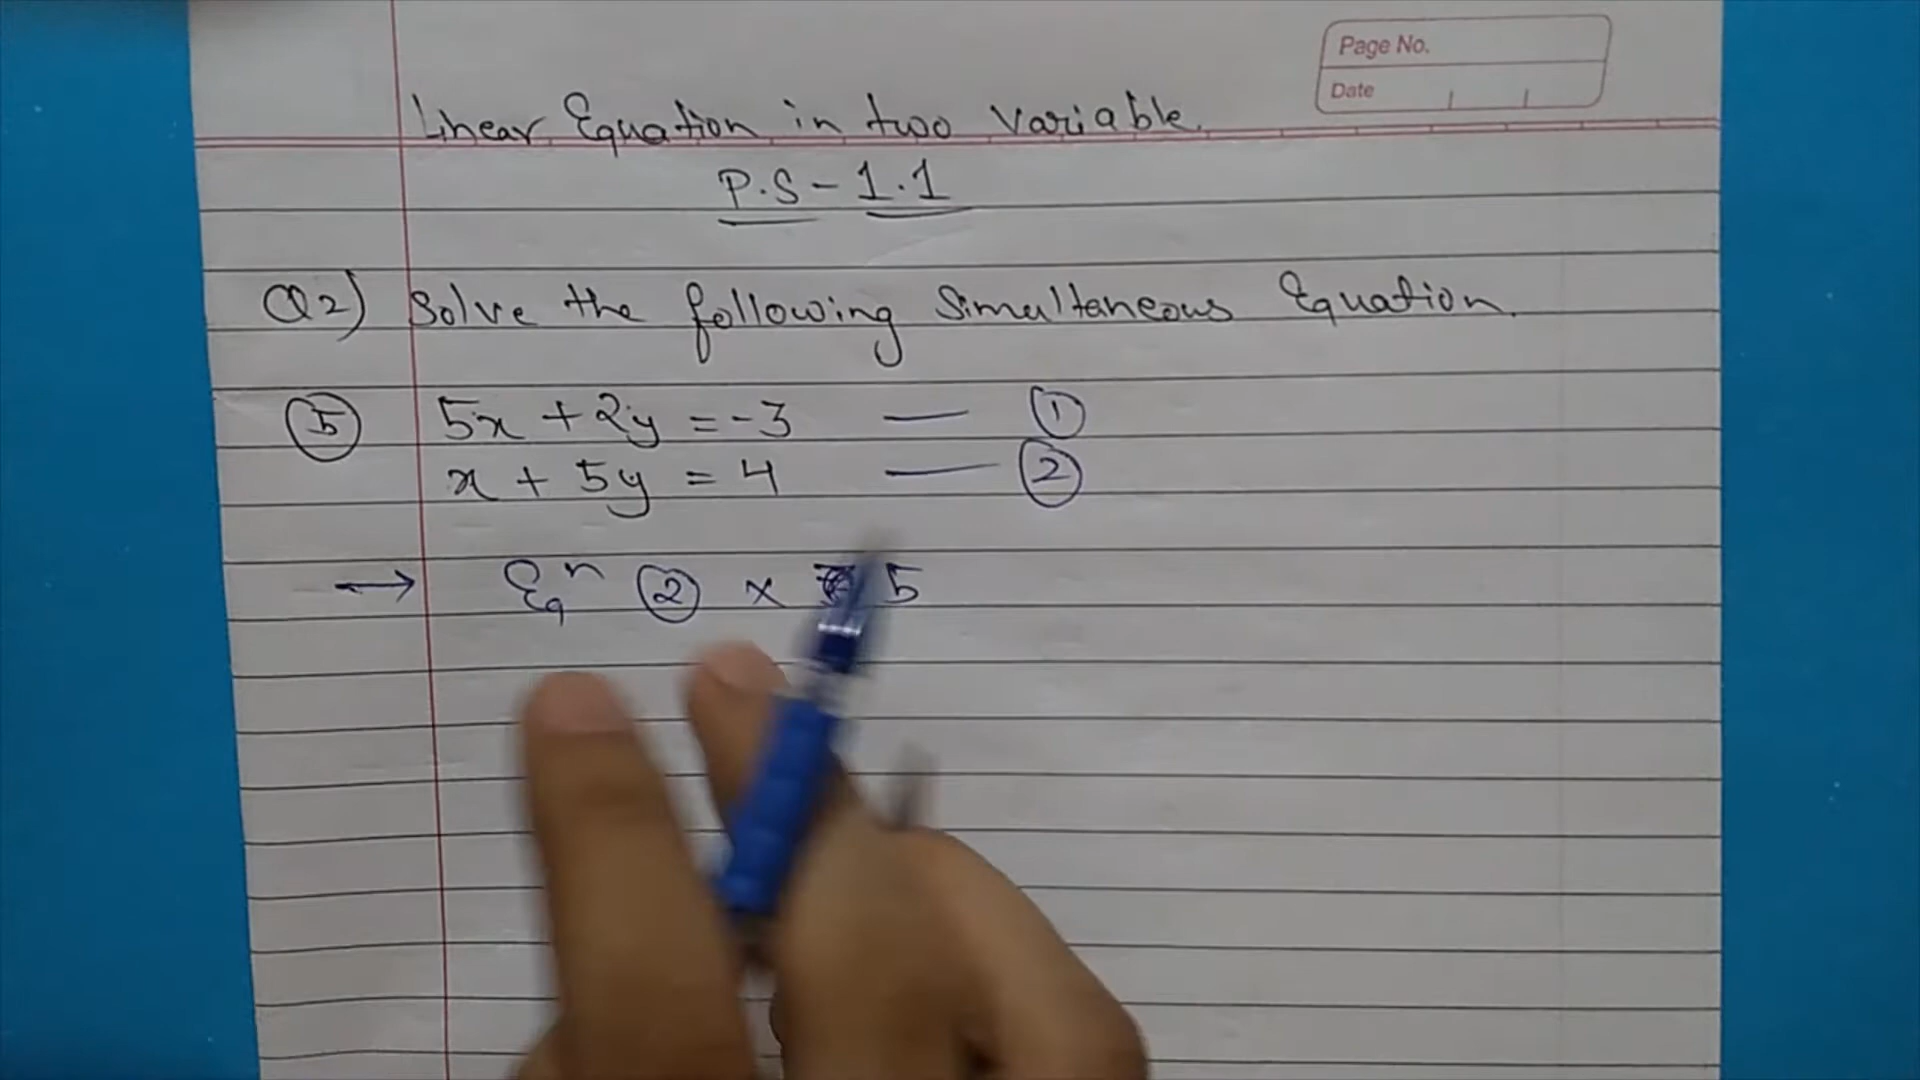 Page No.
Date
Linear Equation in two variable.
P.S - 1.1
Q2) Solve the following Simultaneous Equation.
5 5x + 2y = -3 — 1
x + 5y = 4 — 2
→ Eqn 2 × 5